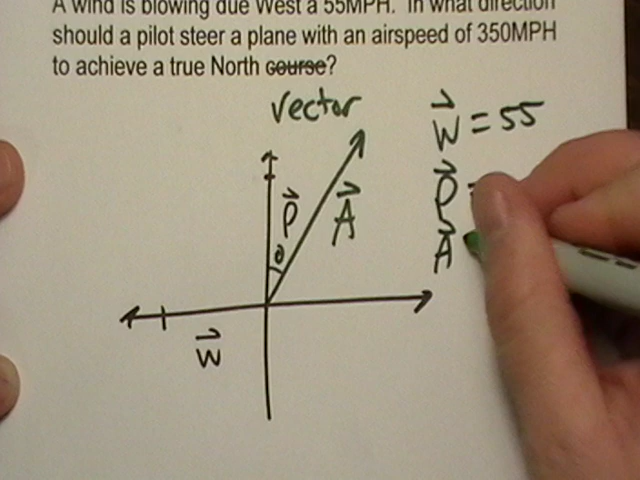 A wind is blowing due West a 55MPH. In what direction
should a pilot steer a plane with an airspeed of 350MPH
to achieve a true North course?
vector
W = 55
P =
A
P
A
θ
W